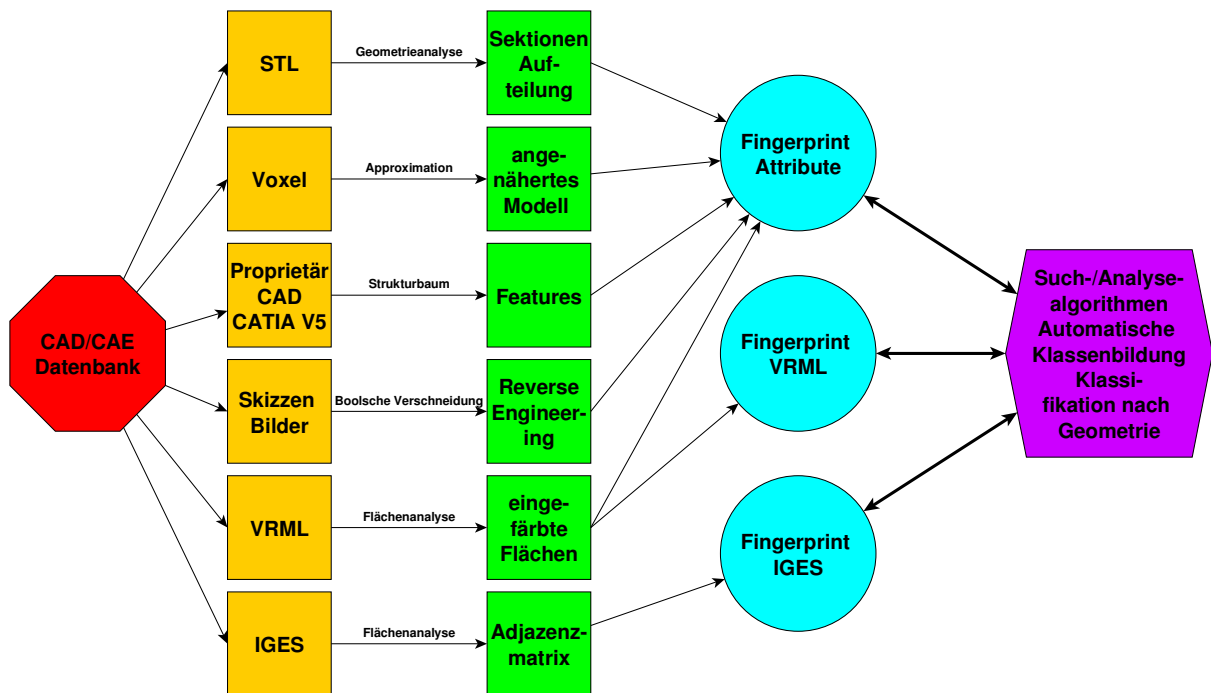 CAD/CAE
Datenbank
STL
Geometrieanalyse
Sektionen
Auf-
teilung
Voxel
Approximation
ange-
nähertes
Modell
Proprietär
CAD
CATIA V5
Strukturbaum
Features
Skizzen
Bilder
Boolsche Verschneidung
Reverse
Engineer-
ing
VRML
Flächenanalyse
einge-
färbte
Flächen
IGES
Flächenanalyse
Adjazenz-
matrix
Fingerprint
Attribute
Fingerprint
VRML
Fingerprint
IGES
Such-/Analyse-
algorithmen
Automatische
Klassenbildung
Klassi-
fikation nach
Geometrie